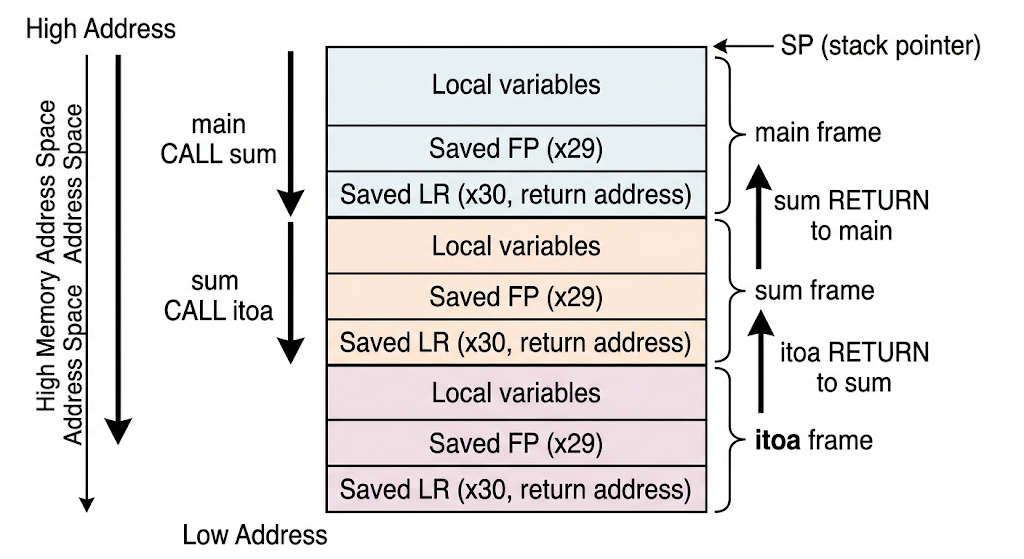 High Address
SP (stack pointer)
Local variables
main
CALL sum
main frame
Saved FP (x29)
Saved LR (x30, return address)
sum RETURN
to main
Local variables
sum
CALL itoa
Saved FP (x29)
sum frame
Saved LR (x30, return address)
itoa RETURN
to sum
Local variables
Saved FP (x29)
itoa frame
Saved LR (x30, return address)
Low Address
High Memory Address Space
Address Space Address Space